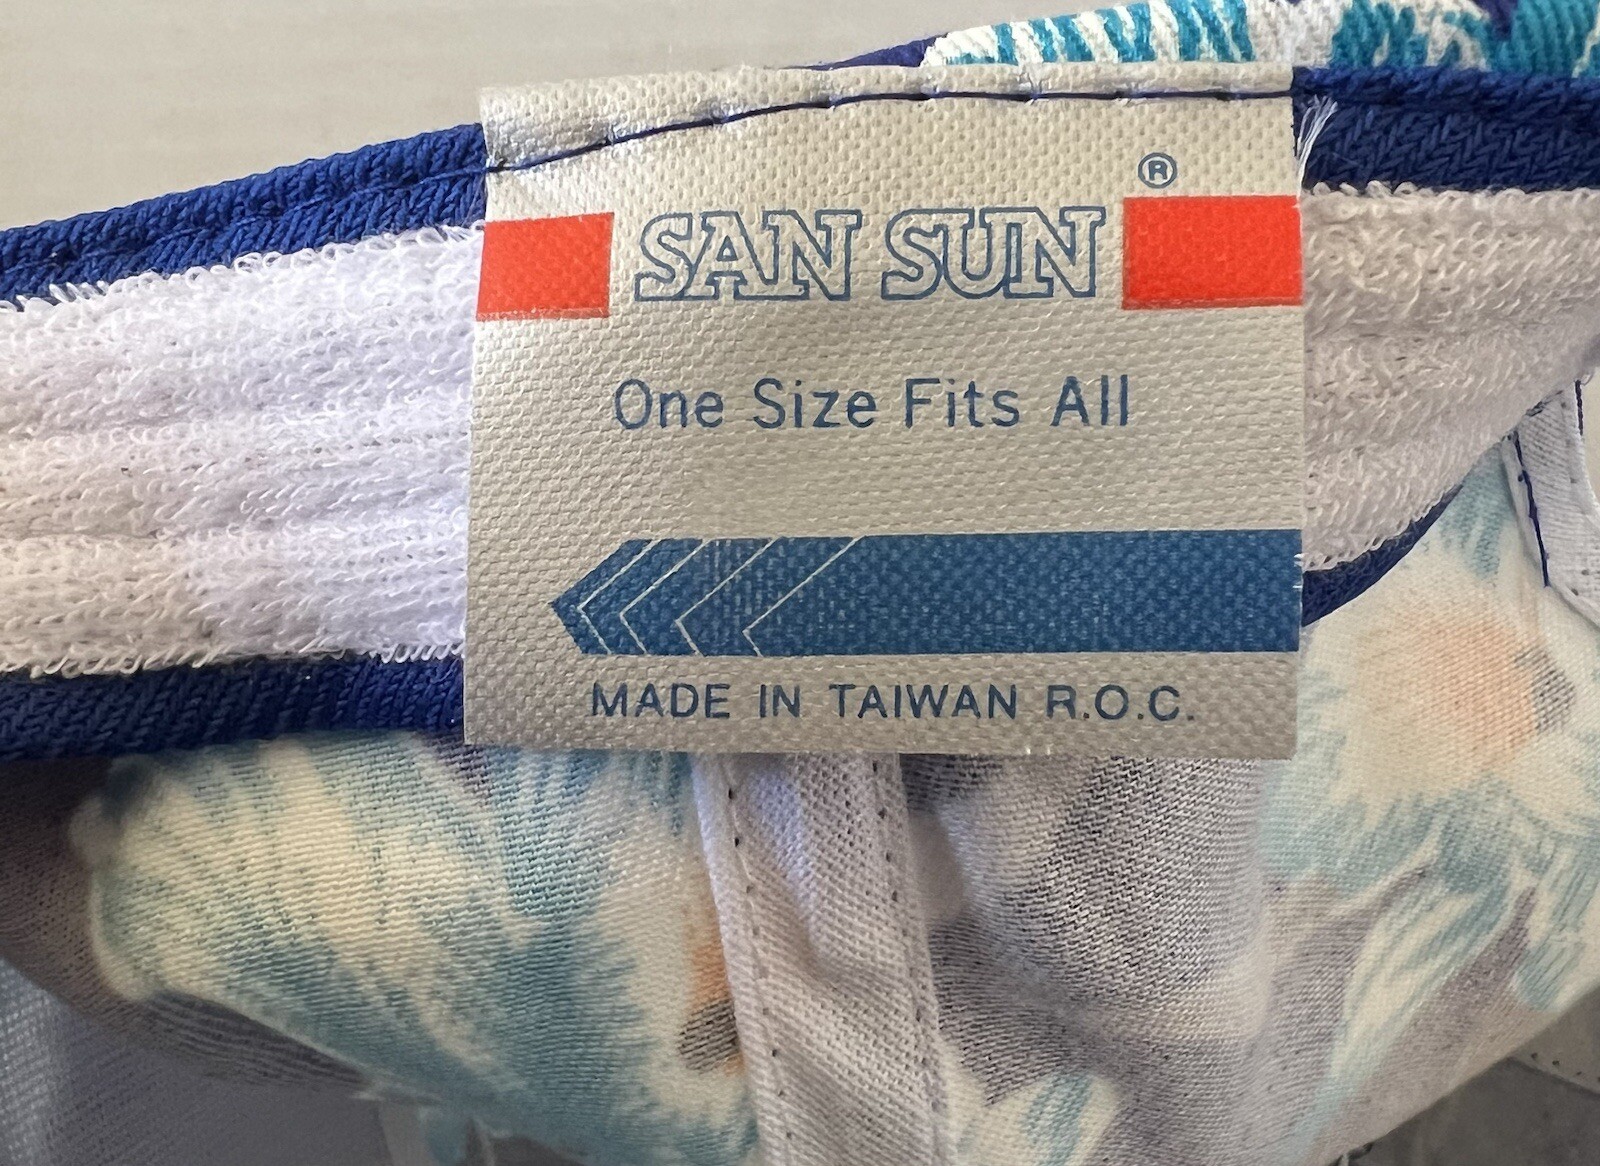 ®
SAN SUN
One Size Fits All
MADE IN TAIWAN R.O.C.